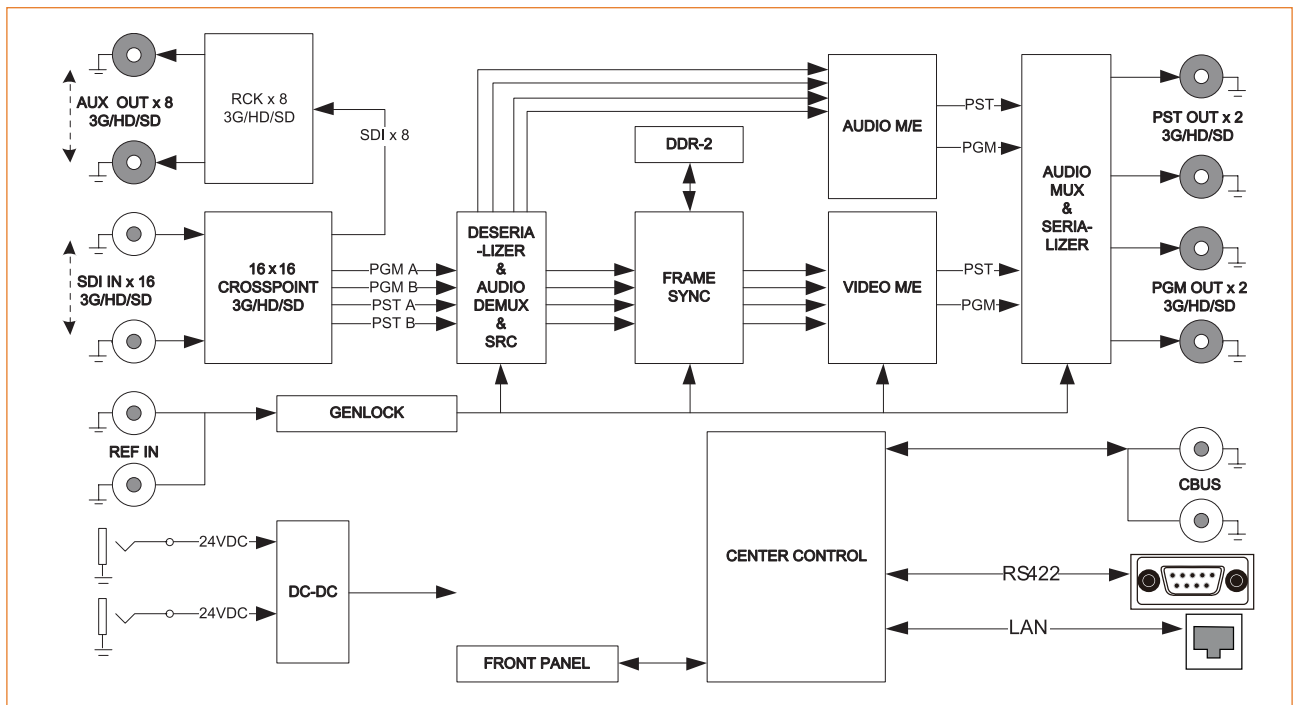 AUX OUT x 8
3G/HD/SD
RCK x 8
3G/HD/SD
SDI x 8
SDI IN x 16
3G/HD/SD
16 x 16
CROSSPOINT
3G/HD/SD
PGM A
PGM B
PST A
PST B
DESERIA
-LIZER
&
AUDIO
DEMUX
&
SRC
DDR-2
FRAME
SYNC
AUDIO M/E
PST
PGM
VIDEO M/E
PST
PGM
AUDIO
MUX
&
SERIA-
LIZER
PST OUT x 2
3G/HD/SD
PGM OUT x 2
3G/HD/SD
REF IN
GENLOCK
24VDC
24VDC
DC-DC
CENTER CONTROL
FRONT PANEL
CBUS
RS422
LAN